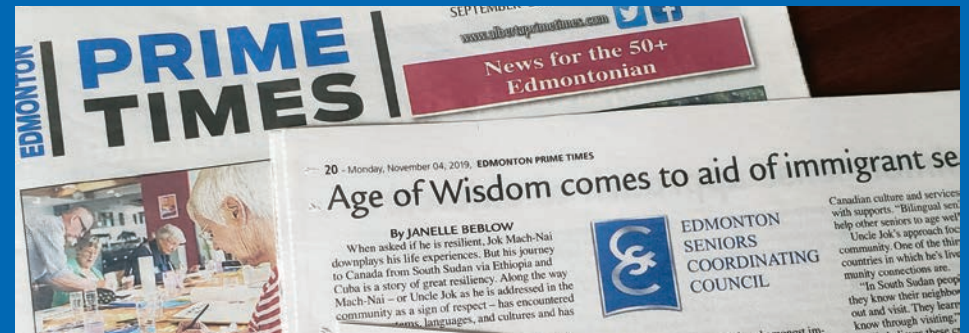 EDMONTON
PRIME
TIMES
SEPTEMBER
www.albertaprimetimes.com
News for the 50+
Edmontonian
20 - Monday, November 04, 2019, EDMONTON PRIME TIMES
Age of Wisdom comes to aid of immigrant se
By JANELLE BEBLOW
When asked if he is resilient, Jok Mach-Nai
downplays his life experiences. But his journey
to Canada from South Sudan via Ethiopia and
Cuba is a story of great resiliency. Along the way
Mach-Nai – or Uncle Jok as he is addressed in the
community as a sign of respect – has encountered
languages, and cultures and has
EDMONTON
SENIORS
COORDINATING
COUNCIL
Canadian culture and services
with supports. "Bilingual sen
help other seniors to age wel
Uncle Jok's approach foc
community. One of the thin
countries in which he's live
munity connections are.
"In South Sudan peopl
they know their neighbo
out and visit. They learn
know through visiting,"